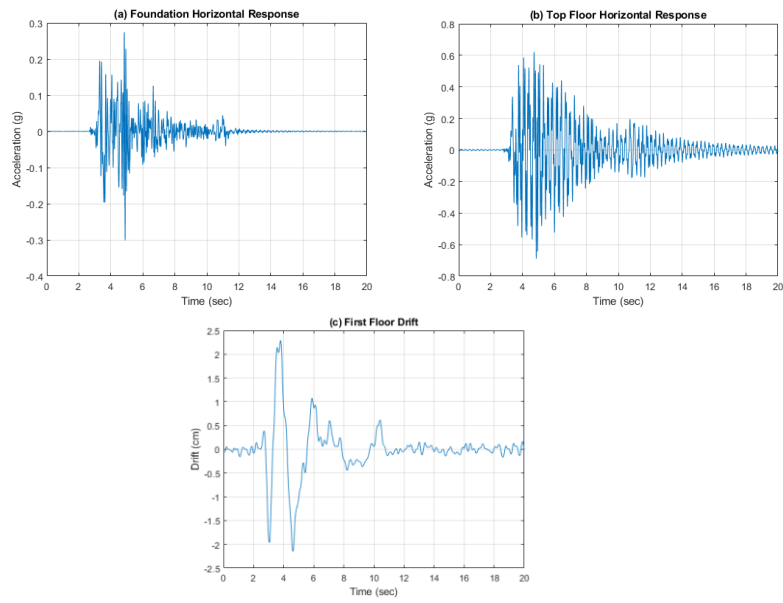 (a) Foundation Horizontal Response
0.3
0.2
0.1
0
-0.1
-0.2
-0.3
-0.4
Acceleration (g)
0 2 4 6 8 10 12 14 16 18 20
Time (sec)
(b) Top Floor Horizontal Response
0.8
0.6
0.4
0.2
0
-0.2
-0.4
-0.6
-0.8
Acceleration (g)
0 2 4 6 8 10 12 14 16 18 20
Time (sec)
(c) First Floor Drift
2.5
2
1.5
1
0.5
0
-0.5
-1
-1.5
-2
-2.5
Drift (cm)
0 2 4 6 8 10 12 14 16 18 20
Time (sec)